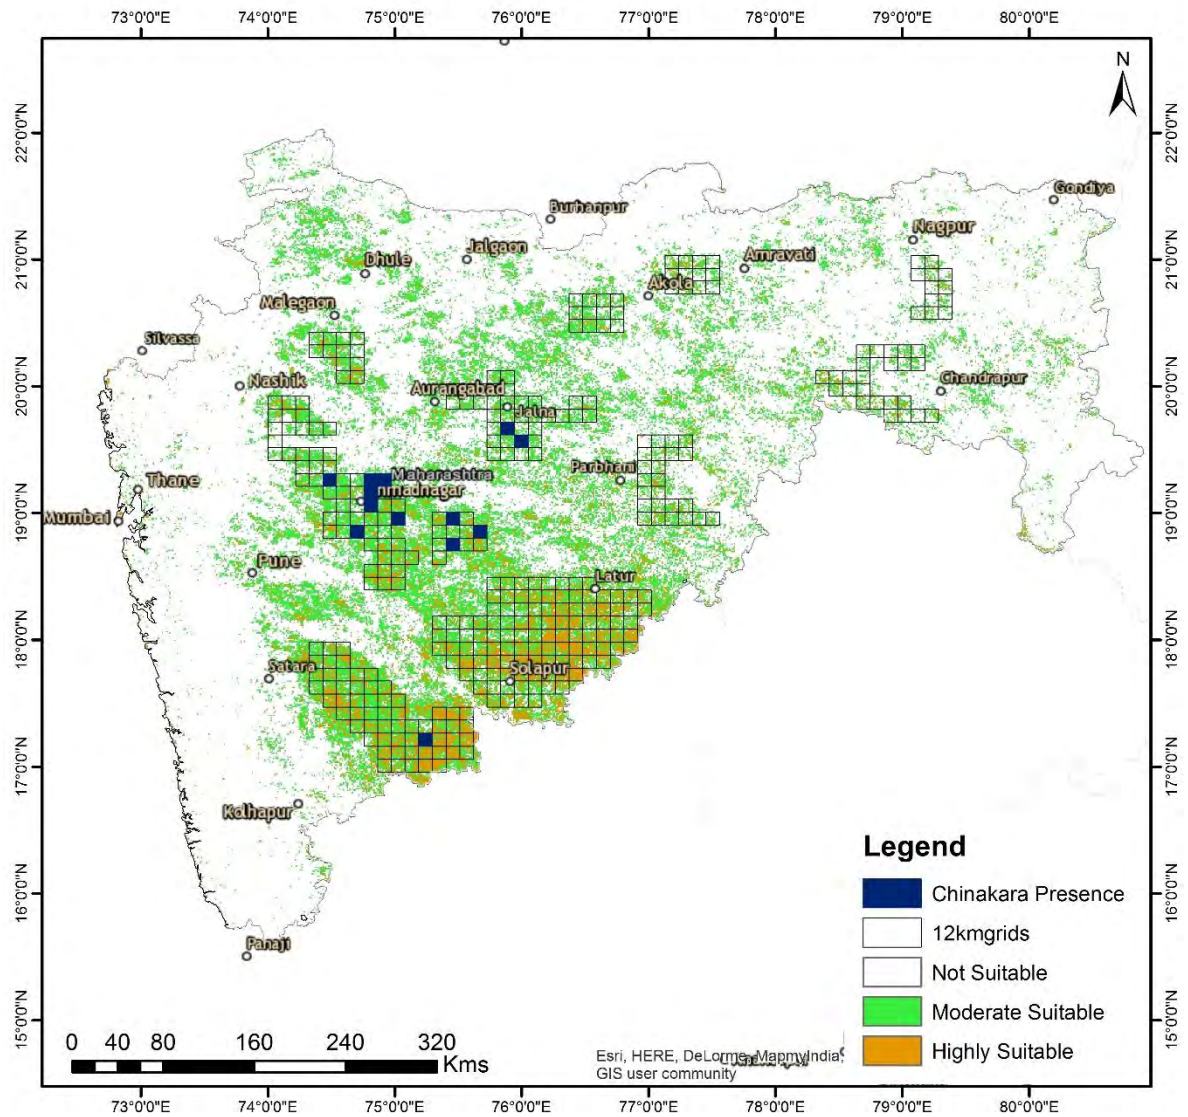 73°0'0"E 74°0'0"E 75°0'0"E 76°0'0"E 77°0'0"E 78°0'0"E 79°0'0"E 80°0'0"E
N
22°0'0"N 22°0'0"N
Gondiya
Burhanpur
Nagpur
Jalgaon
Amravati
21°0'0"N 21°0'0"N
Dhule
Akola
Malegaon
Silvassa
Nashik
Aurangabad
Chandrapur
20°0'0"N 20°0'0"N
Jalna
Parbhani
Maharashtra
Thane
nmadnagar
Mumbai
19°0'0"N 19°0'0"N
Pune
Latur
18°0'0"N 18°0'0"N
Satara
Solapur
17°0'0"N 17°0'0"N
Kolhapur
Legend
Chinakara Presence
16°0'0"N 16°0'0"N
12kmgrids
Panaji
Not Suitable
Moderate Suitable
15°0'0"N 15°0'0"N
Highly Suitable
0 40 80 160 240 320
Kms
Esri, HERE, DeLorme, MapmyIndia,
GIS user community
73°0'0"E 74°0'0"E 75°0'0"E 76°0'0"E 77°0'0"E 78°0'0"E 79°0'0"E 80°0'0"E